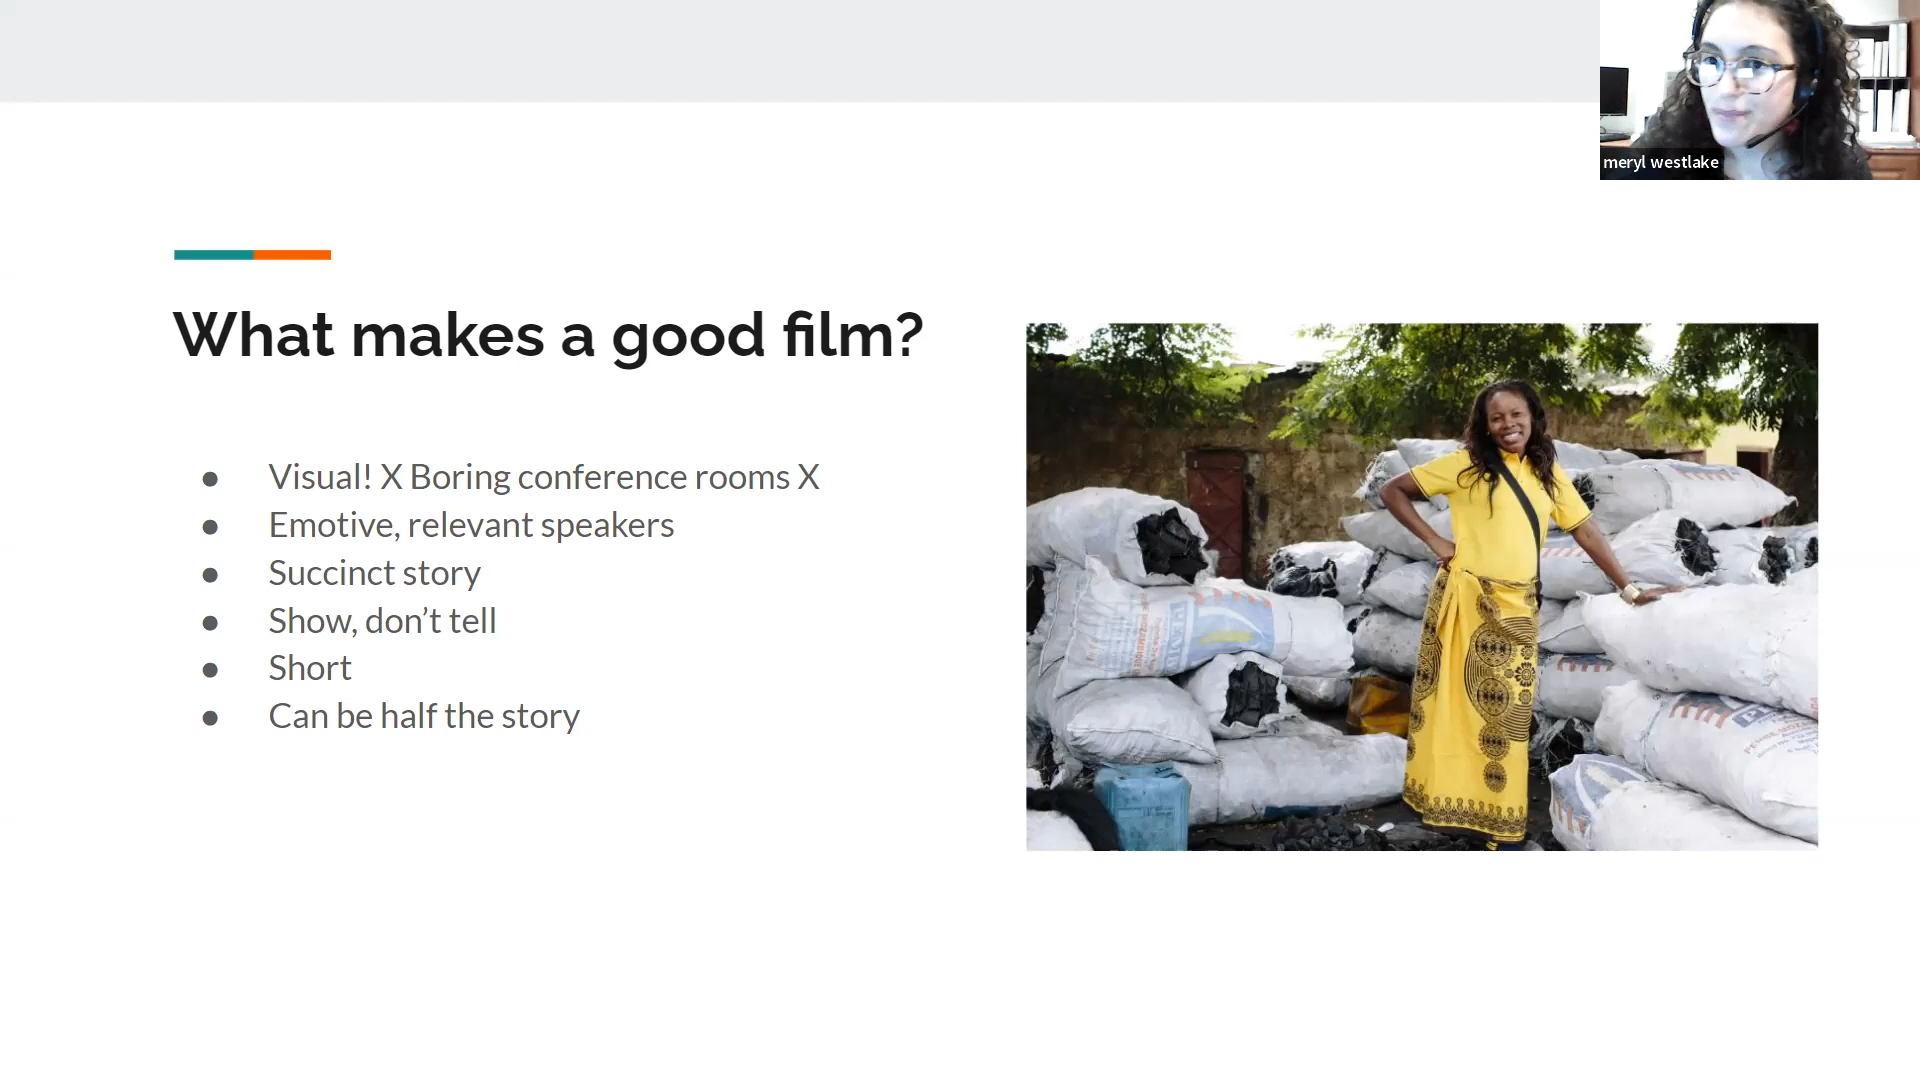 meryl westlake
What makes a good film?
● Visual! X Boring conference rooms X
● Emotive, relevant speakers
● Succinct story
● Show, don’t tell
● Short
● Can be half the story